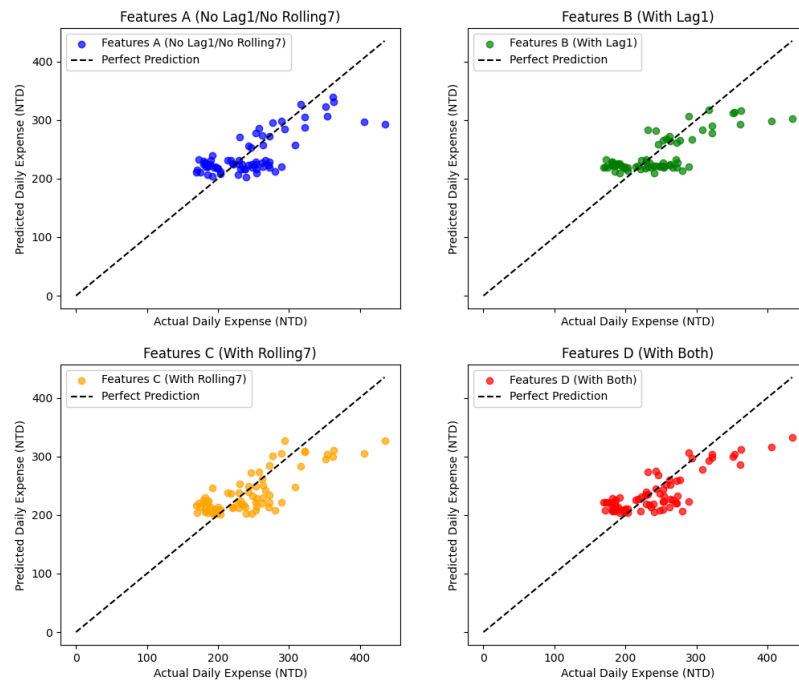 Features A (No Lag1/No Rolling7)
Features A (No Lag1/No Rolling7)
Perfect Prediction
Predicted Daily Expense (NTD)
400
300
200
100
0
Actual Daily Expense (NTD)
Features B (With Lag1)
Features B (With Lag1)
Perfect Prediction
Predicted Daily Expense (NTD)
400
300
200
100
0
Actual Daily Expense (NTD)
Features C (With Rolling7)
Features C (With Rolling7)
Perfect Prediction
Predicted Daily Expense (NTD)
400
300
200
100
0
0 100 200 300 400
Actual Daily Expense (NTD)
Features D (With Both)
Features D (With Both)
Perfect Prediction
Predicted Daily Expense (NTD)
400
300
200
100
0
0 100 200 300 400
Actual Daily Expense (NTD)